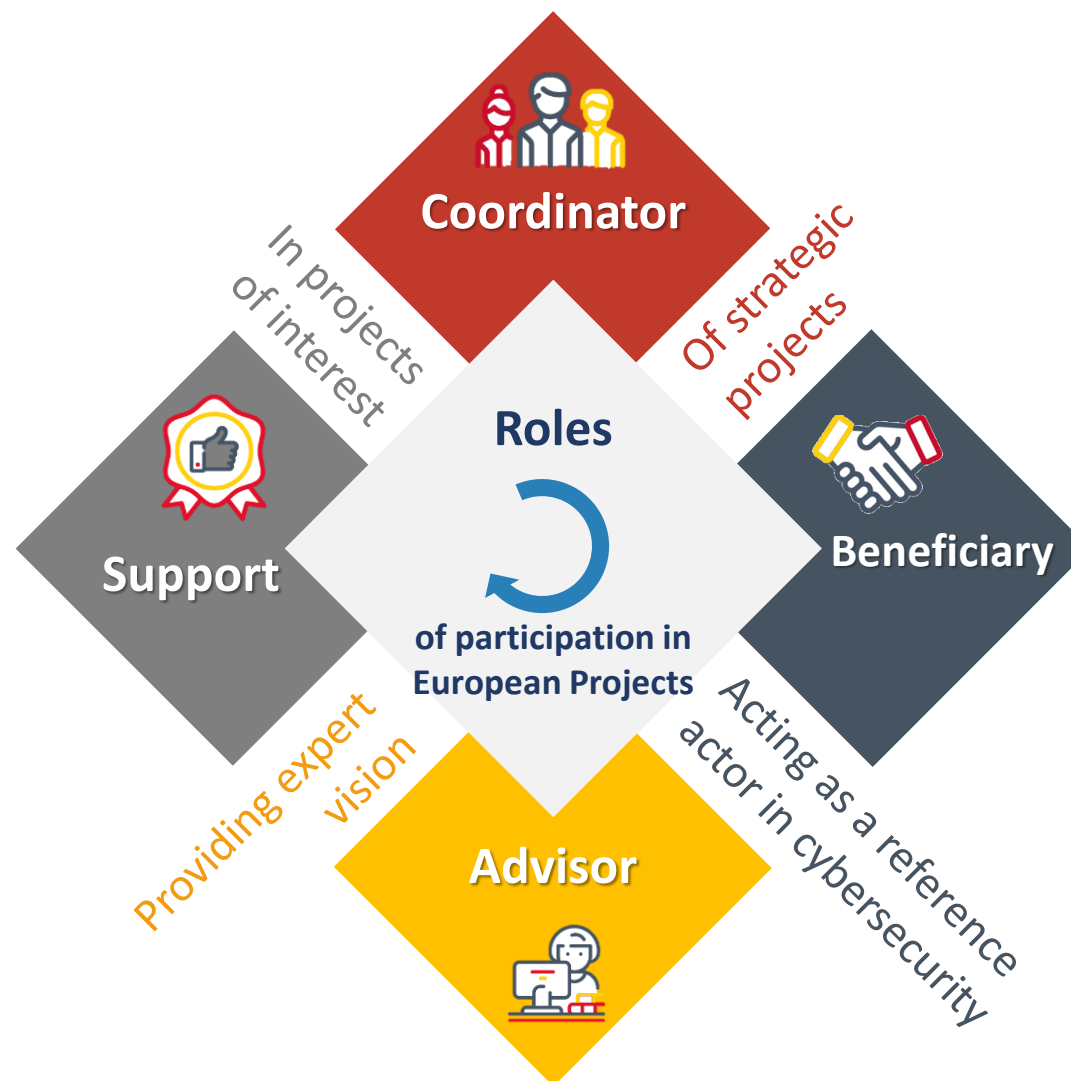 Coordinator
Of strategic
projects
Beneficiary
Acting as a reference
actor in cybersecurity
Advisor
Providing expert
vision
Support
In projects
of interest
Roles
of participation in
European Projects